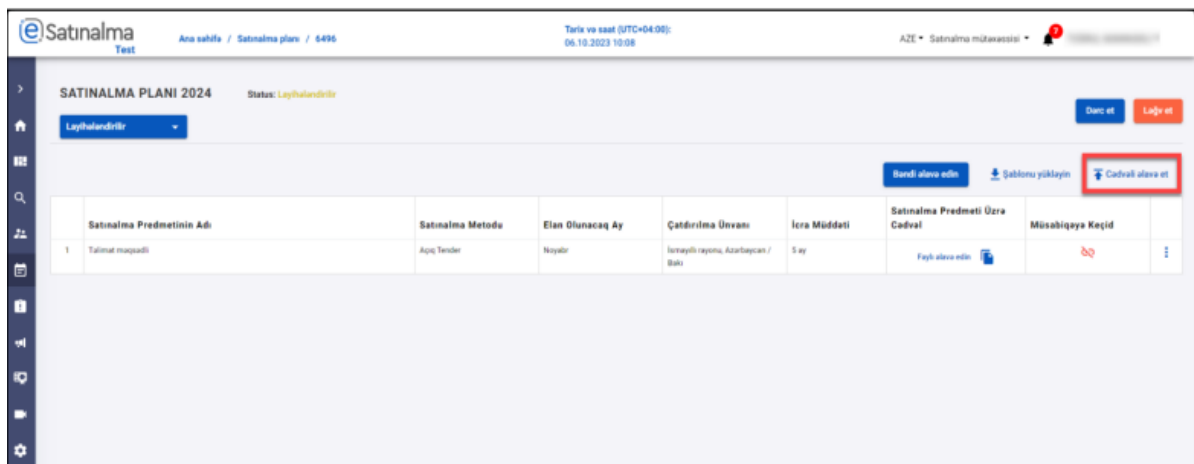 eSatınalma
Test
Ana səhifə / Satınalma planı / 6496
Tarix və saat (UTC+04:00):
06.10.2023 10:08
AZE
Satınalma mütəxəssisi
7
SATINALMA PLANI 2024
Status: Layihələndirilir
Layihələndirilir
Dərc et
Ləğv et
Bəndi əlavə edin
Şablonu yükləyin
Cədvəli əlavə et
Satınalma Predmetinin Adı
Satınalma Metodu
Elan Olunacaq Ay
Çatdırılma Ünvanı
İcra Müddəti
Satınalma Predmeti Üzrə
Cədvəl
Müsabiqəyə Keçid
1
Təlimat məqsədli
Açıq Tender
Noyabr
İsmayıllı rayonu, Azərbaycan /
Bakı
5 ay
Faylı əlavə edin